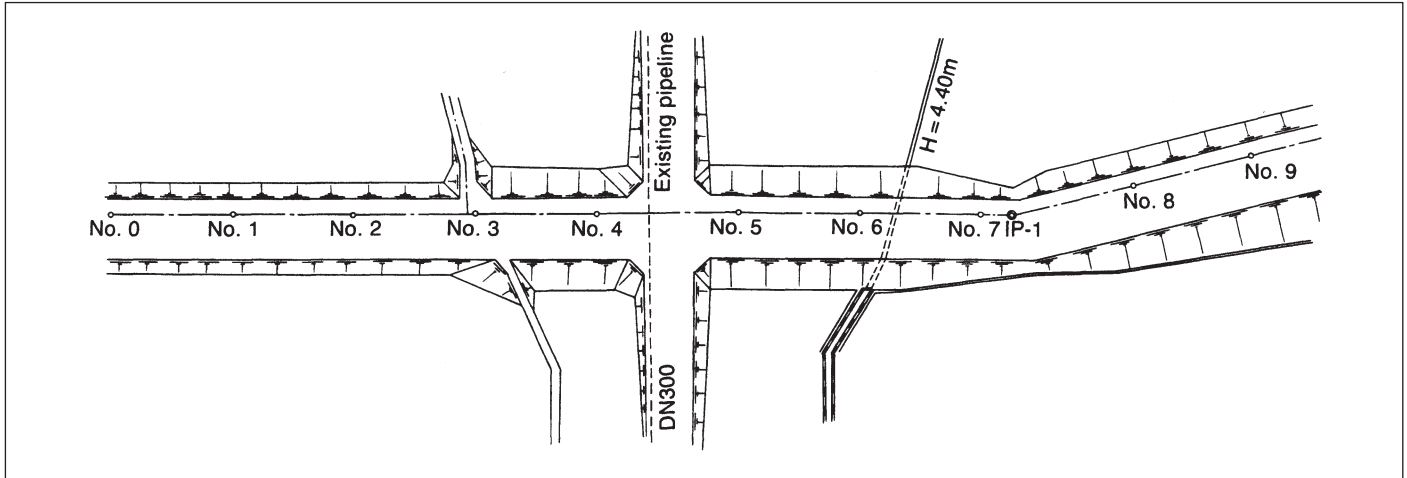 Existing pipeline
H = 4.40m
No. 0
No. 1
No. 2
No. 3
No. 4
No. 5
No. 6
No. 7
IP-1
No. 8
No. 9
DN300